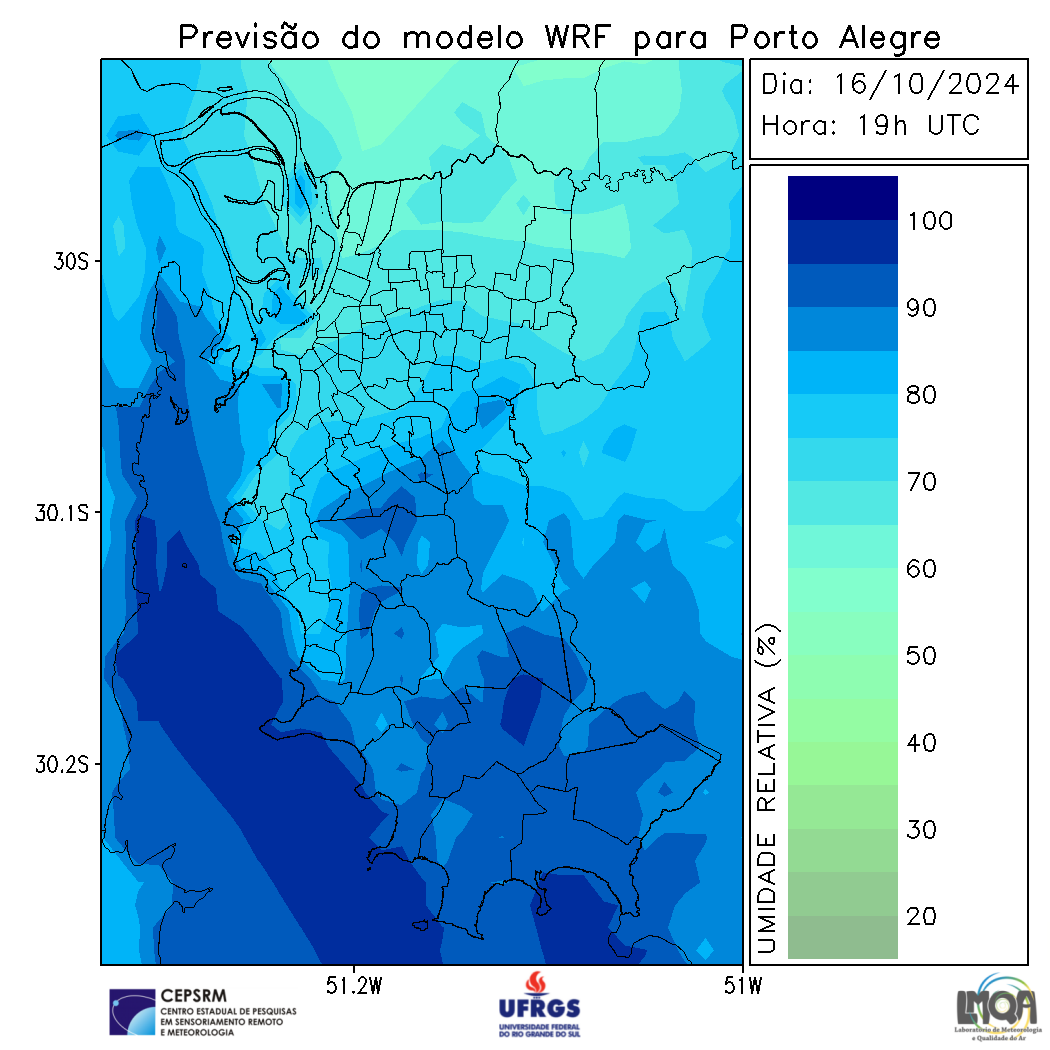 Previsão do modelo WRF para Porto Alegre
Dia: 16/10/2024
Hora: 19h UTC
100
90
80
70
60
50
40
30
20
UMIDADE RELATIVA (%)
30S
30.1S
30.2S
51.2W
51W
CEPSRM
CENTRO ESTADUAL DE PESQUISAS
EM SENSORIAMENTO REMOTO
E METEOROLOGIA
UFRGS
UNIVERSIDADE FEDERAL
DO RIO GRANDE DO SUL
LMQA
Laboratório de Meteorologia
e Qualidade do Ar